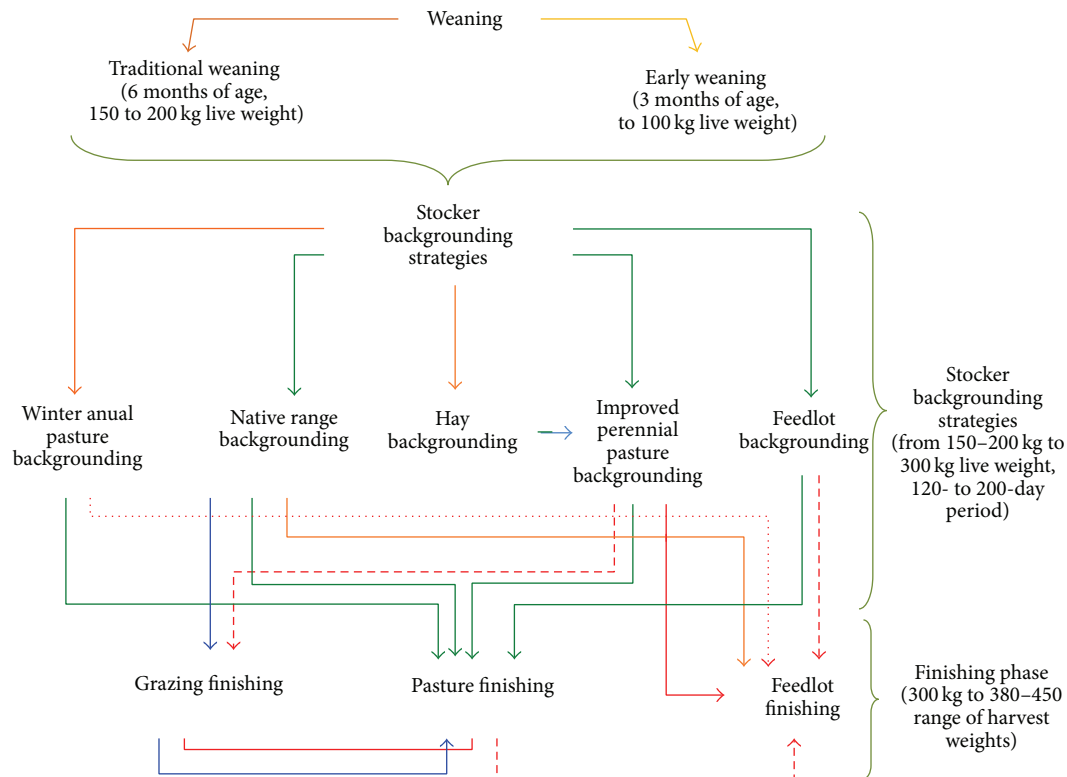 Weaning
Traditional weaning
(6 months of age,
150 to 200 kg live weight)
Early weaning
(3 months of age,
to 100 kg live weight)
Stocker
backgrounding
strategies
Winter anual
pasture
backgrounding
Native range
backgrounding
Hay
backgrounding
Improved
perennial
pasture
backgrounding
Feedlot
backgrounding
Stocker
backgrounding
strategies
(from 150–200 kg to
300 kg live weight,
120- to 200-day
period)
Grazing finishing
Pasture finishing
Feedlot
finishing
Finishing phase
(300 kg to 380–450
range of harvest
weights)